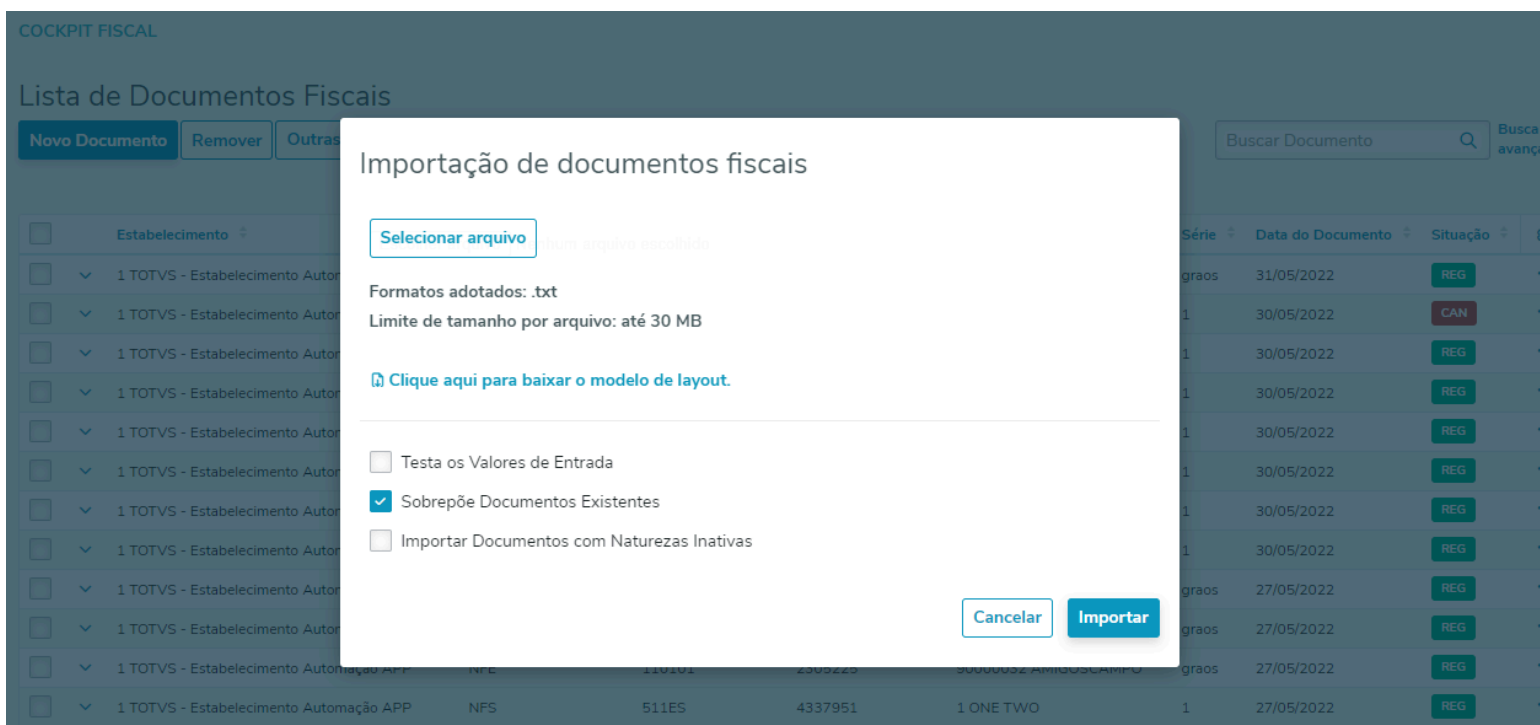 COCKPIT FISCAL
Lista de Documentos Fiscais
Novo Documento Remover Outras
Buscar Documento
Busca
avança
Importação de documentos fiscais
Selecionar arquivo
Formatos adotados: .txt
Limite de tamanho por arquivo: até 30 MB
Clique aqui para baixar o modelo de layout.
Testa os Valores de Entrada
Sobrepõe Documentos Existentes
Importar Documentos com Naturezas Inativas
Cancelar Importar
Estabelecimento Série Data do Documento Situação
1 TOTVS - Estabelecimento Autor graos 31/05/2022 REG
1 TOTVS - Estabelecimento Autor 1 30/05/2022 CAN
1 TOTVS - Estabelecimento Autor 1 30/05/2022 REG
1 TOTVS - Estabelecimento Autor 1 30/05/2022 REG
1 TOTVS - Estabelecimento Autor 1 30/05/2022 REG
1 TOTVS - Estabelecimento Autor 1 30/05/2022 REG
1 TOTVS - Estabelecimento Autor 1 30/05/2022 REG
1 TOTVS - Estabelecimento Autor 1 30/05/2022 REG
1 TOTVS - Estabelecimento Autor graos 27/05/2022 REG
1 TOTVS - Estabelecimento Autor graos 27/05/2022 REG
1 TOTVS - Estabelecimento Automação APP NFE 110101 2305225 90000032 AMIGOSCAMPO graos 27/05/2022 REG
1 TOTVS - Estabelecimento Automação APP NFS 511ES 4337951 1 ONE TWO 1 27/05/2022 REG